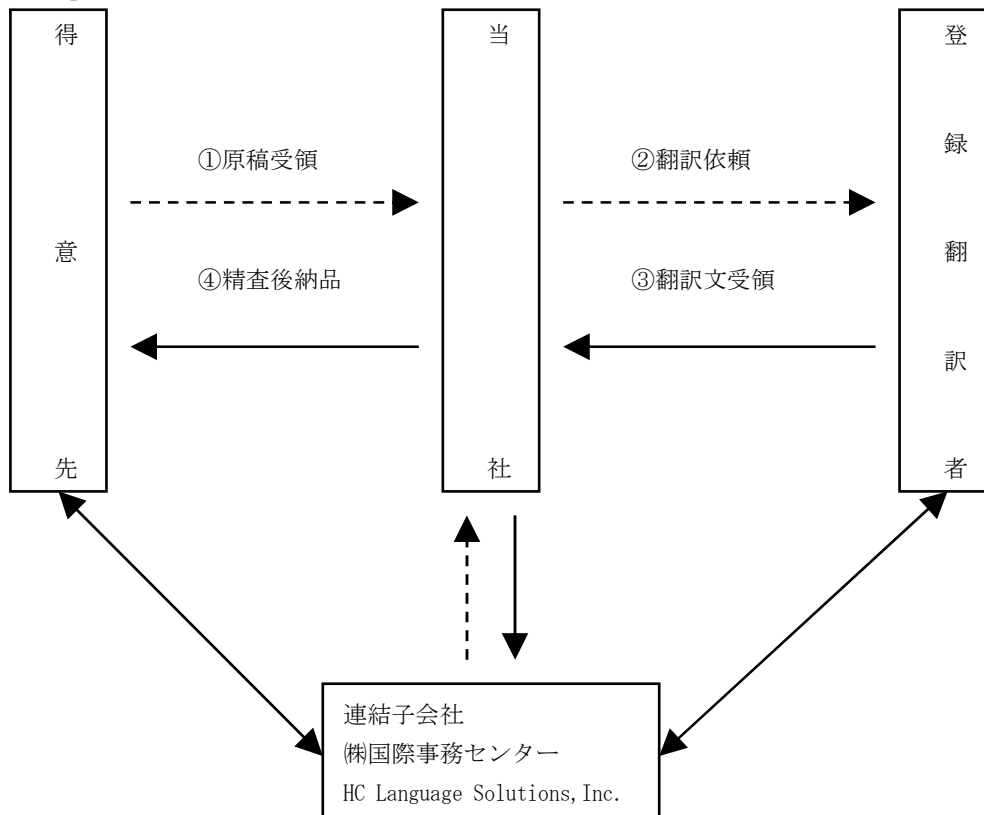 得意先
当社
登録翻訳者
①原稿受領
②翻訳依頼
④精査後納品
③翻訳文受領
連結子会社
㈱国際事務センター
HC Language Solutions,Inc.